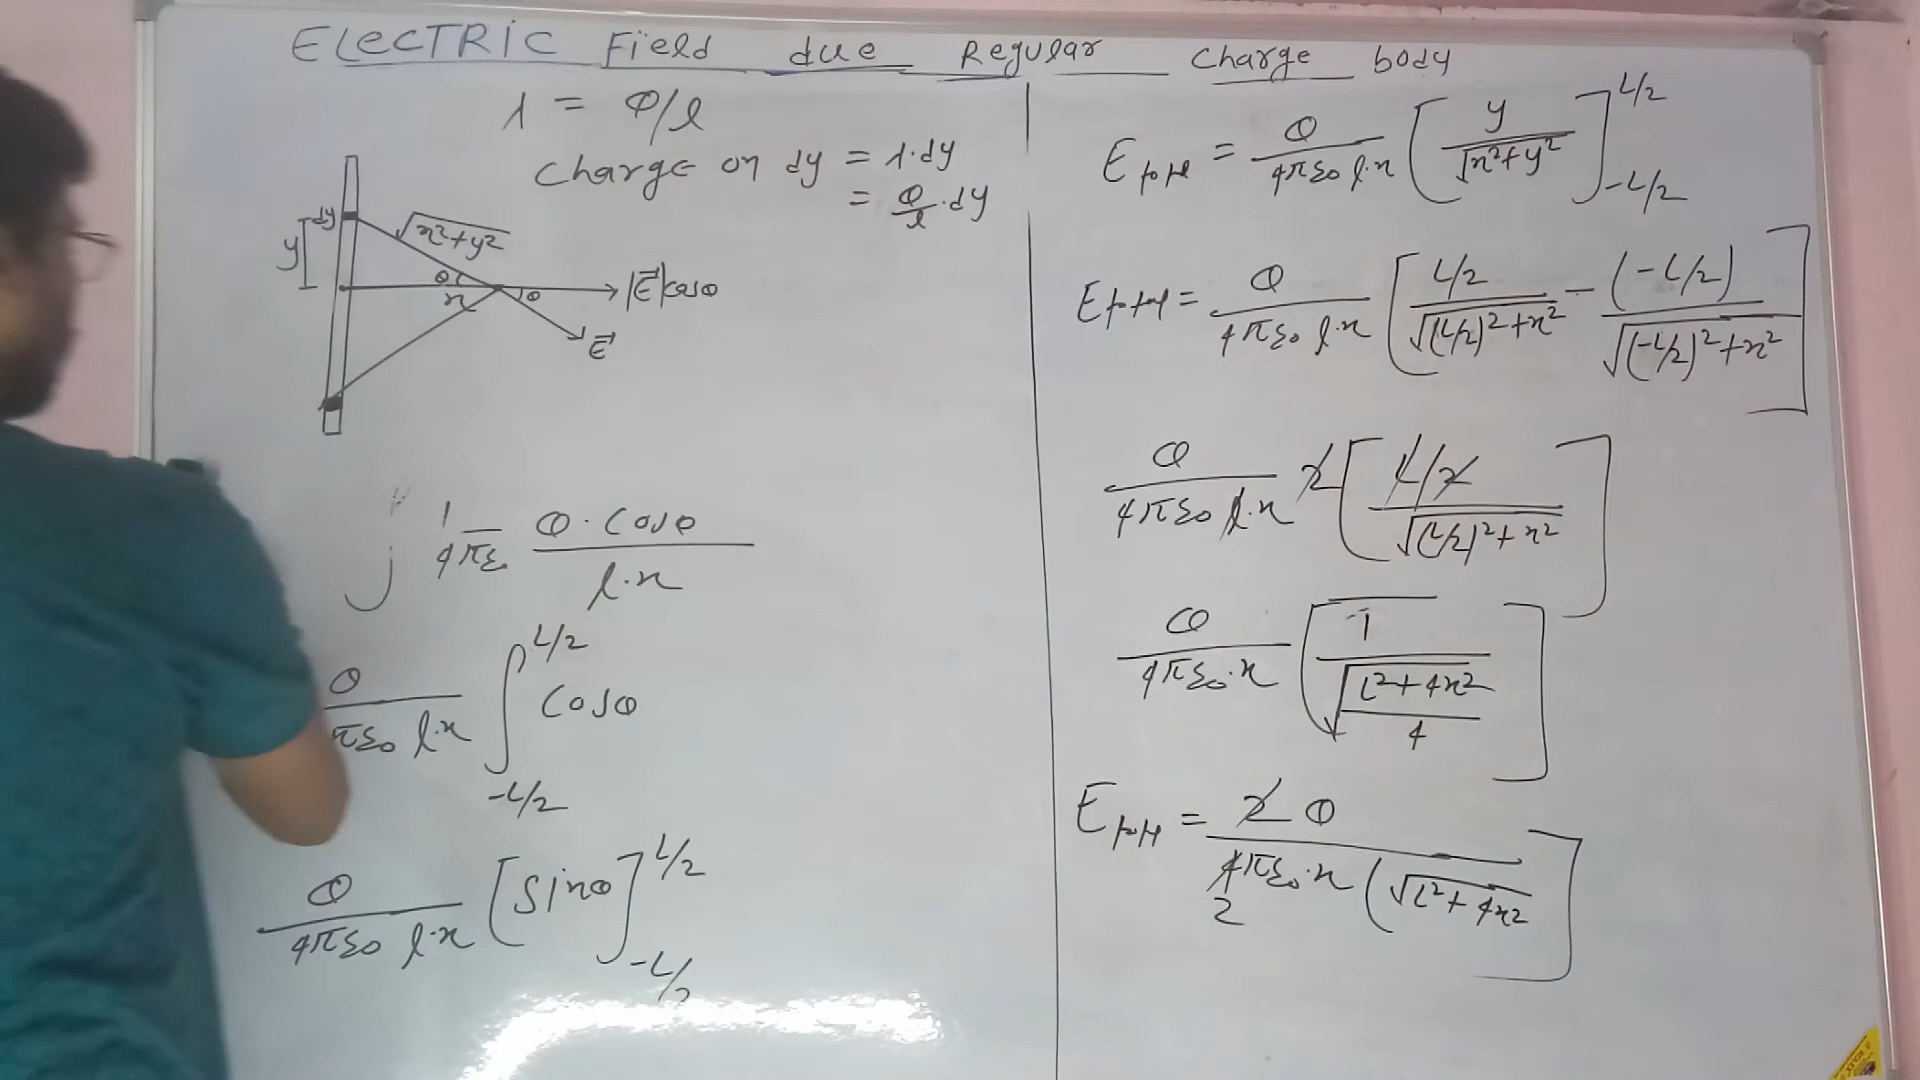 ELECTRIC Field due Regular Charge body
λ = Q/l
Charge on dy = λ·dy
= Q/l · dy
dy
y
√x²+y²
θ
x
θ
|E⃗|cosθ
E⃗
∫ 1/4πε₀ Q·Cosθ/l·x
Q/πε₀ l·x ∫ L/2 -L/2 Cosθ
Q/4πε₀ l·x [Sinθ] L/2 -L/2
E = Q/4πε₀ l·x [y/√x²+y²] L/2 -L/2
E = Q/4πε₀ l·x [L/2/√(L/2)²+x² - (-L/2)/√(-L/2)²+x²]
Q/4πε₀ l·x 2 [L/2/√(L/2)²+x²]
Q/4πε₀·x [1/√L²+4x²/4]
E = 2Q/4πε₀·x (√L²+4x²]
2